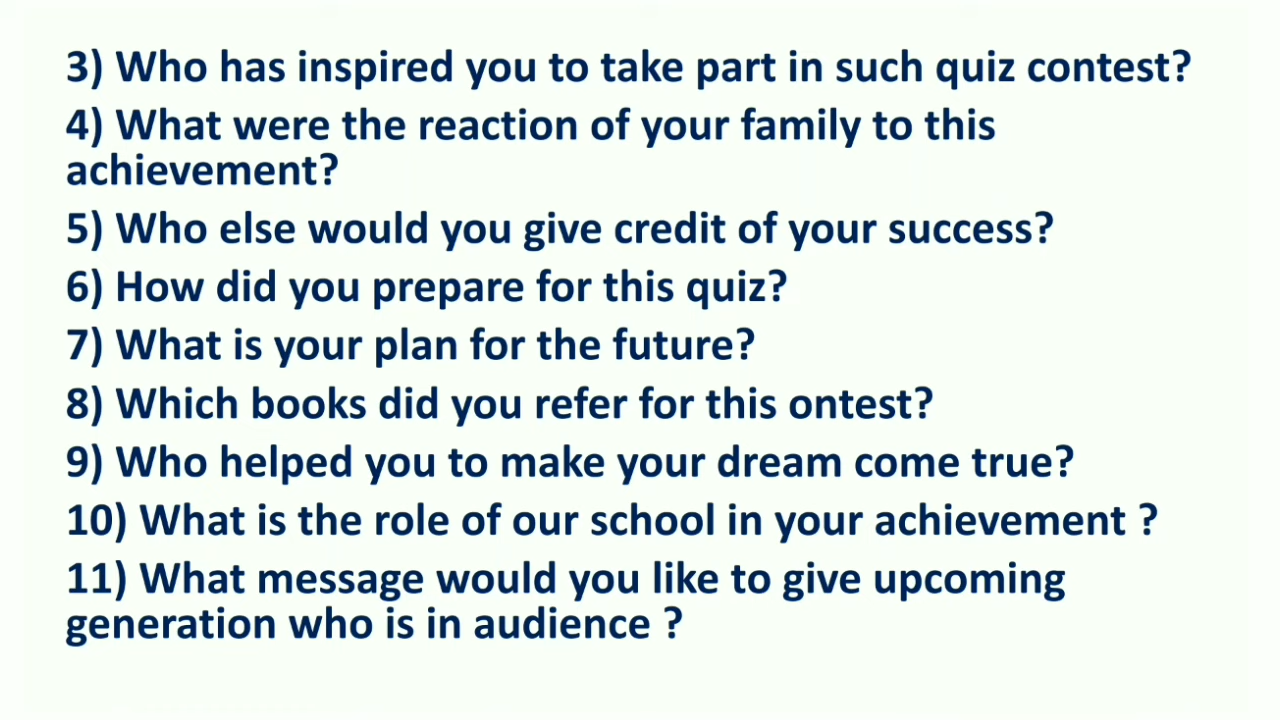 3) Who has inspired you to take part in such quiz contest?
4) What were the reaction of your family to this
achievement?
5) Who else would you give credit of your success?
6) How did you prepare for this quiz?
7) What is your plan for the future?
8) Which books did you refer for this ontest?
9) Who helped you to make your dream come true?
10) What is the role of our school in your achievement ?
11) What message would you like to give upcoming
generation who is in audience ?